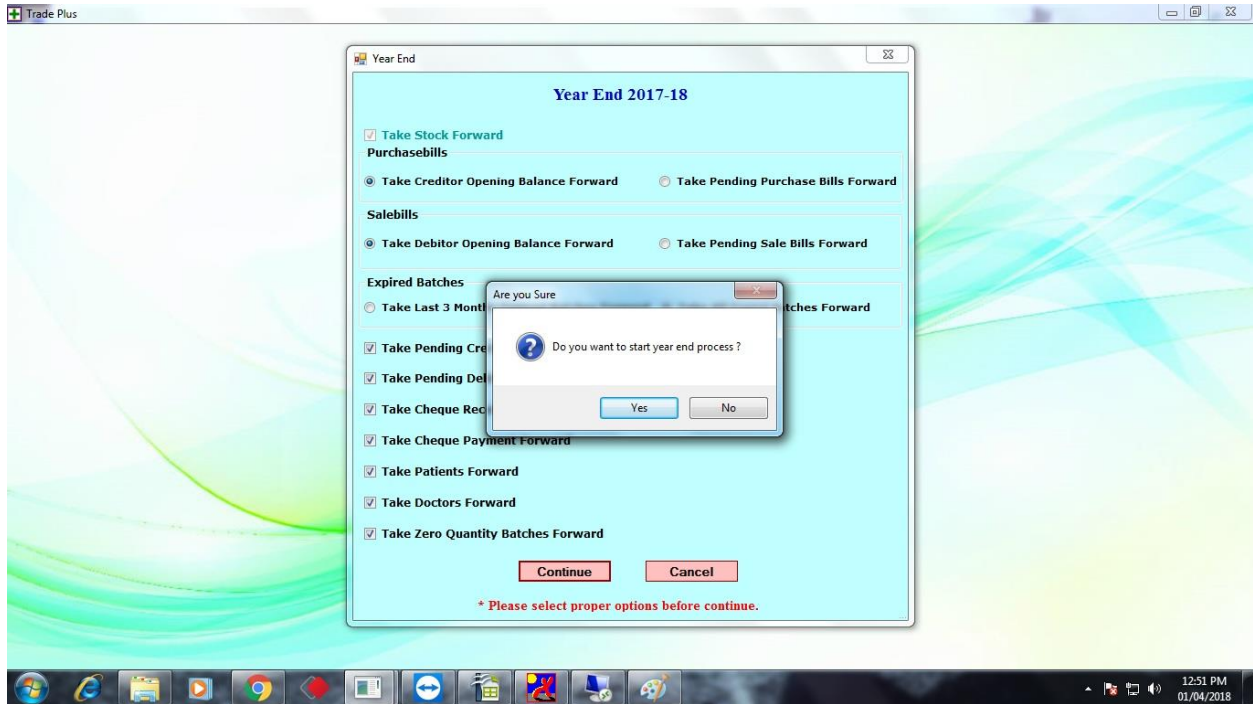 Trade Plus
Year End
Year End 2017-18
Take Stock Forward
Purchasebills
Take Creditor Opening Balance Forward Take Pending Purchase Bills Forward
Salebills
Take Debitor Opening Balance Forward Take Pending Sale Bills Forward
Expired Batches
Take Last 3 Month tches Forward
Are you Sure
Do you want to start year end process ?
Yes No
Take Pending Cre
Take Pending Deb
Take Cheque Rec
Take Cheque Payment Forward
Take Patients Forward
Take Doctors Forward
Take Zero Quantity Batches Forward
Continue Cancel
* Please select proper options before continue.
12:51 PM
01/04/2018